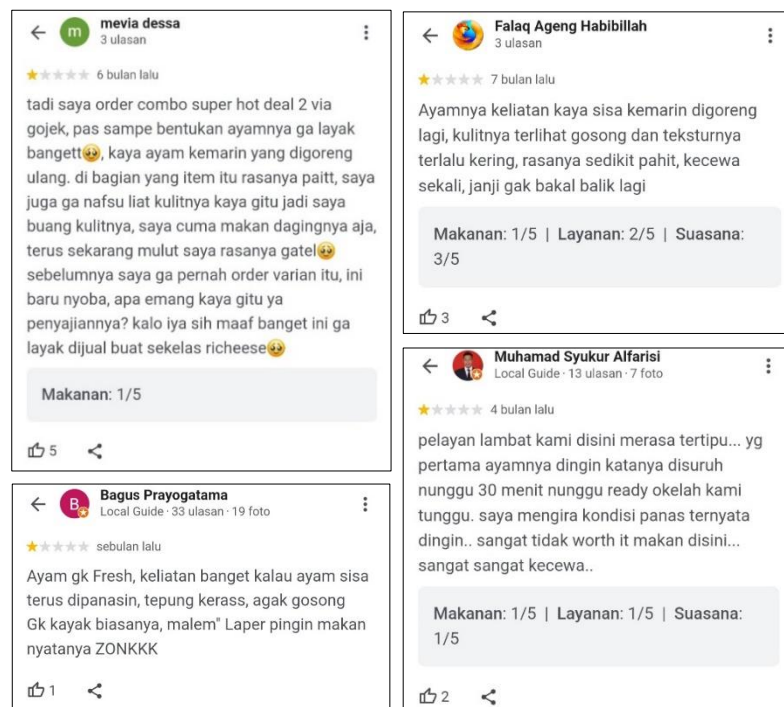 mevia dessa
3 ulasan
6 bulan lalu
tadi saya order combo super hot deal 2 via
gojek, pas sampe bentukan ayamnya ga layak
bangett🥹, kaya ayam kemarin yang digoreng
ulang. di bagian yang item itu rasanya paitt, saya
juga ga nafsu liat kulitnya kaya gitu jadi saya
buang kulitnya, saya cuma makan dagingnya aja,
terus sekarang mulut saya rasanya gatel🥹
sebelumnya saya ga pernah order varian itu, ini
baru nyoba, apa emang kaya gitu ya
penyajiannya? kalo iya sih maaf banget ini ga
layak dijual buat sekelas richeese🥹
Makanan: 1/5
5
Bagus Prayogatama
Local Guide · 33 ulasan · 19 foto
sebulan lalu
Ayam gk Fresh, keliatan banget kalau ayam sisa
terus dipanasin, tepung kerass, agak gosong
Gk kayak biasanya, malem" Laper pingin makan
nyatanya ZONKKK
1
Falaq Ageng Habibillah
3 ulasan
7 bulan lalu
Ayamnya keliatan kaya sisa kemarin digoreng
lagi, kulitnya terlihat gosong dan teksturnya
terlalu kering, rasanya sedikit pahit, kecewa
sekali, janji gak bakal balik lagi
Makanan: 1/5 | Layanan: 2/5 | Suasana:
3/5
3
Muhamad Syukur Alfarisi
Local Guide · 13 ulasan · 7 foto
4 bulan lalu
pelayan lambat kami disini merasa tertipu... yg
pertama ayamnya dingin katanya disuruh
nunggu 30 menit nunggu ready okelah kami
tunggu. saya mengira kondisi panas ternyata
dingin.. sangat tidak worth it makan disini...
sangat sangat kecewa..
Makanan: 1/5 | Layanan: 1/5 | Suasana:
1/5
2